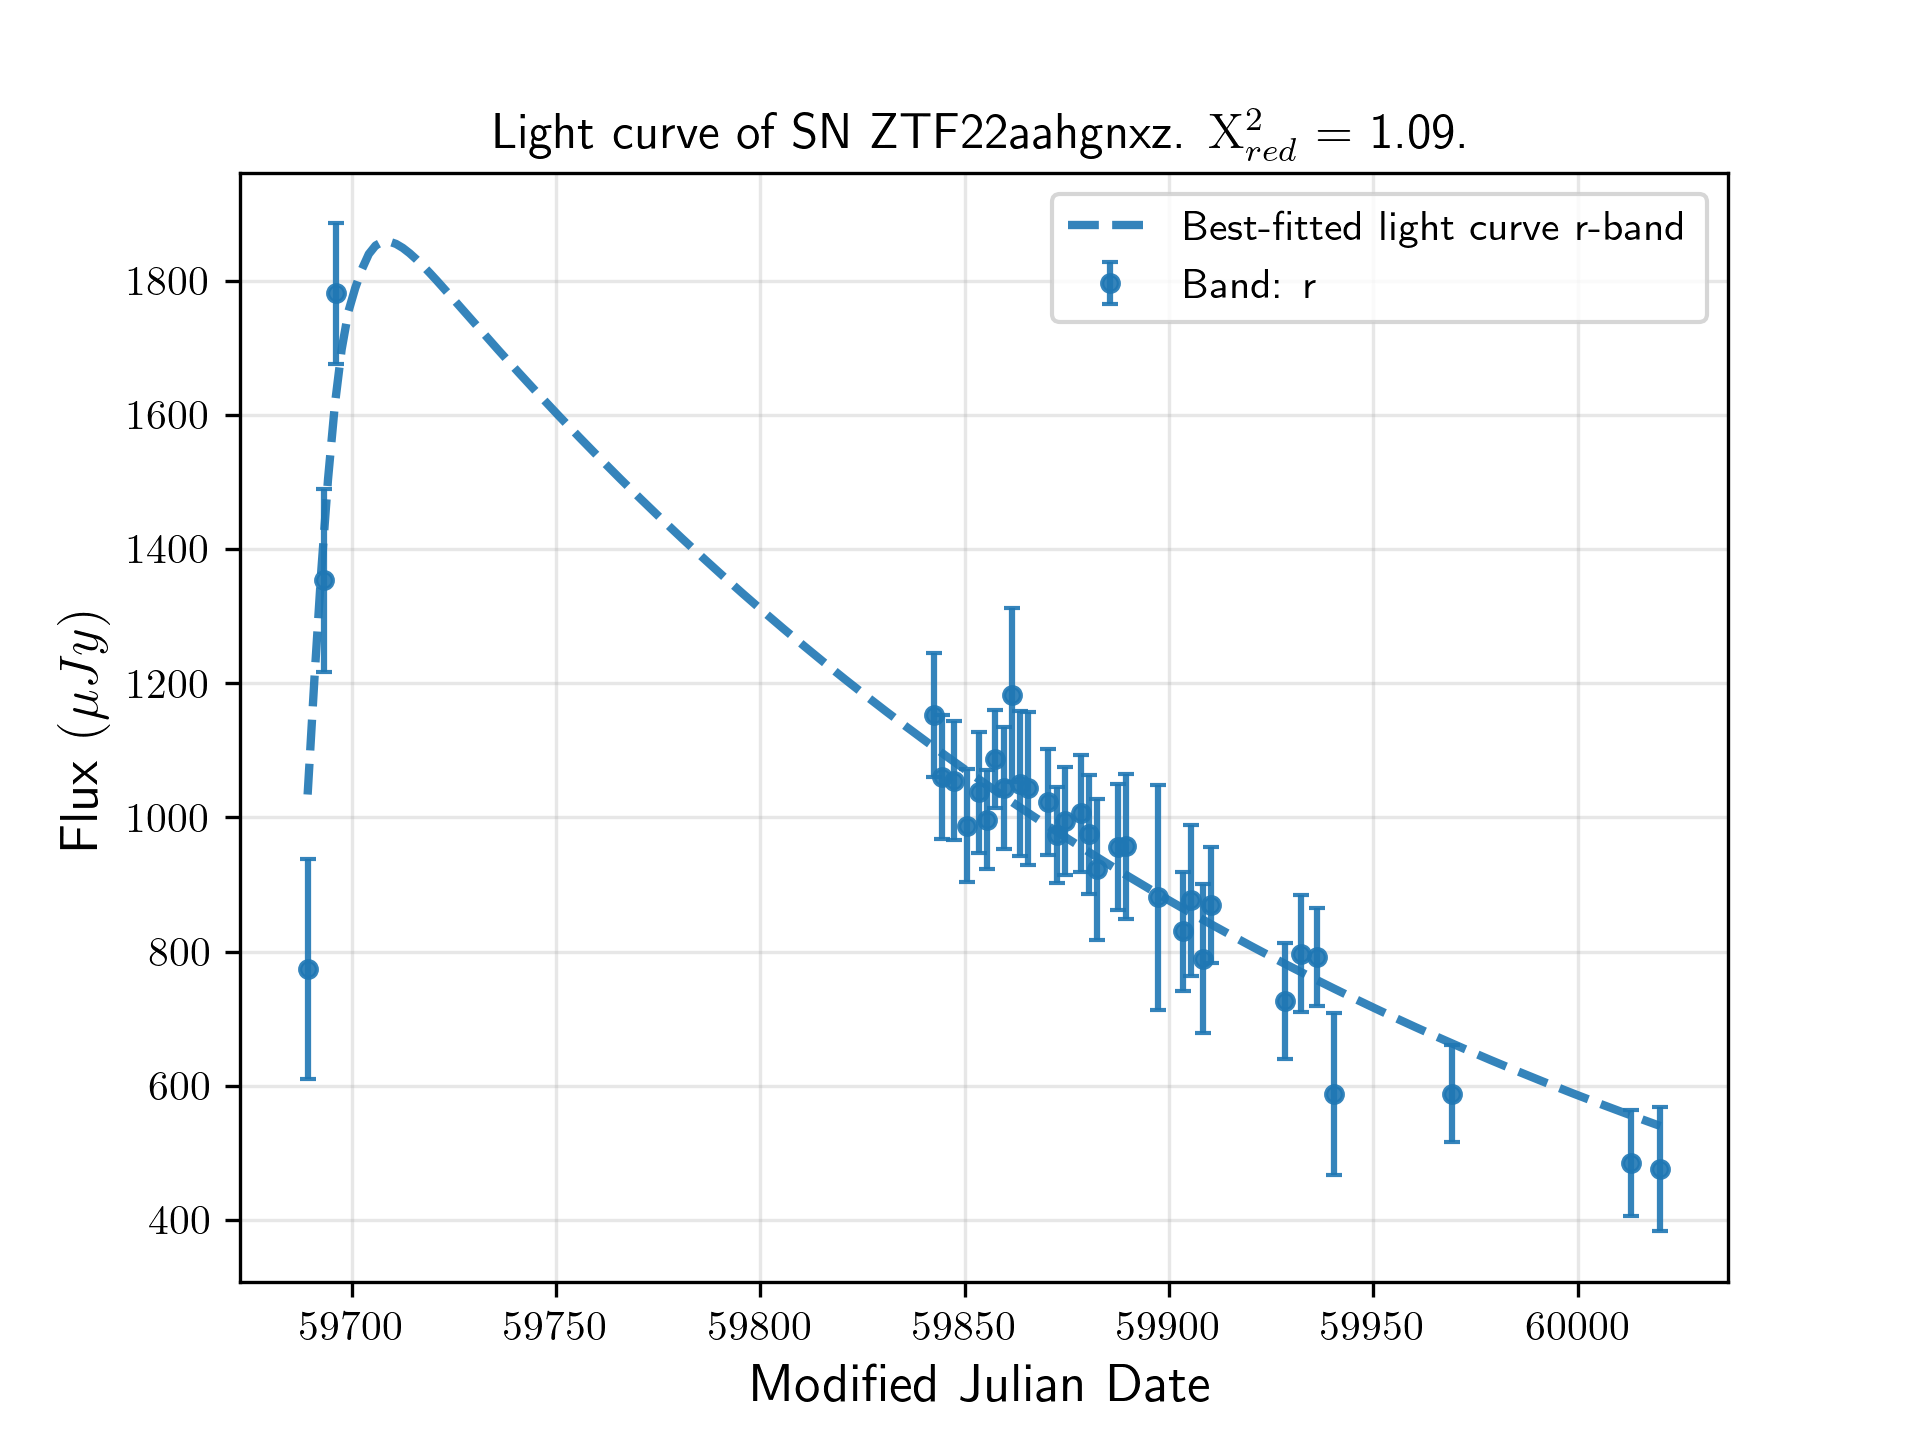 Light curve of SN ZTF22aahgnxz. X²_red = 1.09.
Best-fitted light curve r-band
Band: r
1800
1600
1400
1200
1000
800
600
400
Flux (μJy)
59700 59750 59800 59850 59900 59950 60000
Modified Julian Date